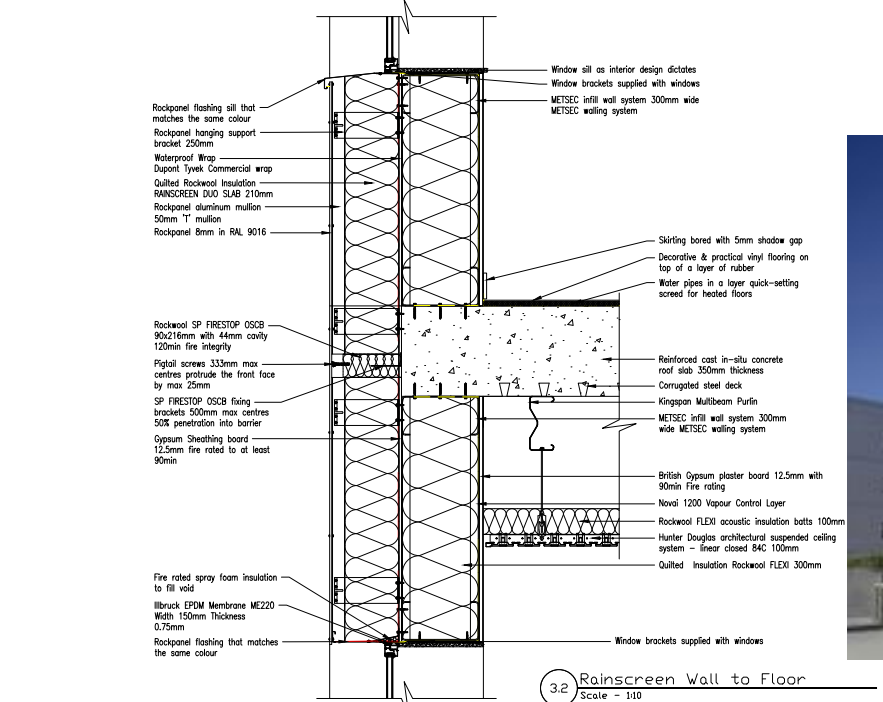 Rockpanel flashing sill that
matches the same colour
Rockpanel hanging support
bracket 250mm
Waterproof Wrap
Dupont Tyvek Commercial wrap
Quilted Rockwool Insulation
RAINSCREEN DUO SLAB 210mm
Rockpanel aluminum mullion
50mm 'T' mullion
Rockpanel 8mm in RAL 9016
Rockwool SP FIRESTOP OSCB
90x216mm with 44mm cavity
120min fire integrity
Pigtail screws 333mm max
centres protrude the front face
by max 25mm
SP FIRESTOP OSCB fixing
brackets 500mm max centres
50% penetration into barrier
Gypsum Sheathing board
12.5mm fire rated to at least
90min
Fire rated spray foam insulation
to fill void
Illbruck EPDM Membrane ME220
Width 150mm Thickness
0.75mm
Rockpanel flashing that matches
the same colour
Window sill as interior design dictates
Window brackets supplied with windows
METSEC infill wall system 300mm wide
METSEC walling system
Skirting bored with 5mm shadow gap
Decorative & practical vinyl flooring on
top of a layer of rubber
Water pipes in a layer quick-setting
screed for heated floors
Reinforced cast in-situ concrete
roof slab 350mm thickness
Corrugated steel deck
Kingspan Multibeam Purlin
METSEC infill wall system 300mm
wide METSEC walling system
British Gypsum plaster board 12.5mm with
90min Fire rating
Novai 1200 Vapour Control Layer
Rockwool FLEXI acoustic insulation batts 100mm
Hunter Douglas architectural suspended ceiling
system - linear closed 84C 100mm
Quilted Insulation Rockwool FLEXI 300mm
Window brackets supplied with windows
3.2 Rainscreen Wall to Floor
Scale - 1:10